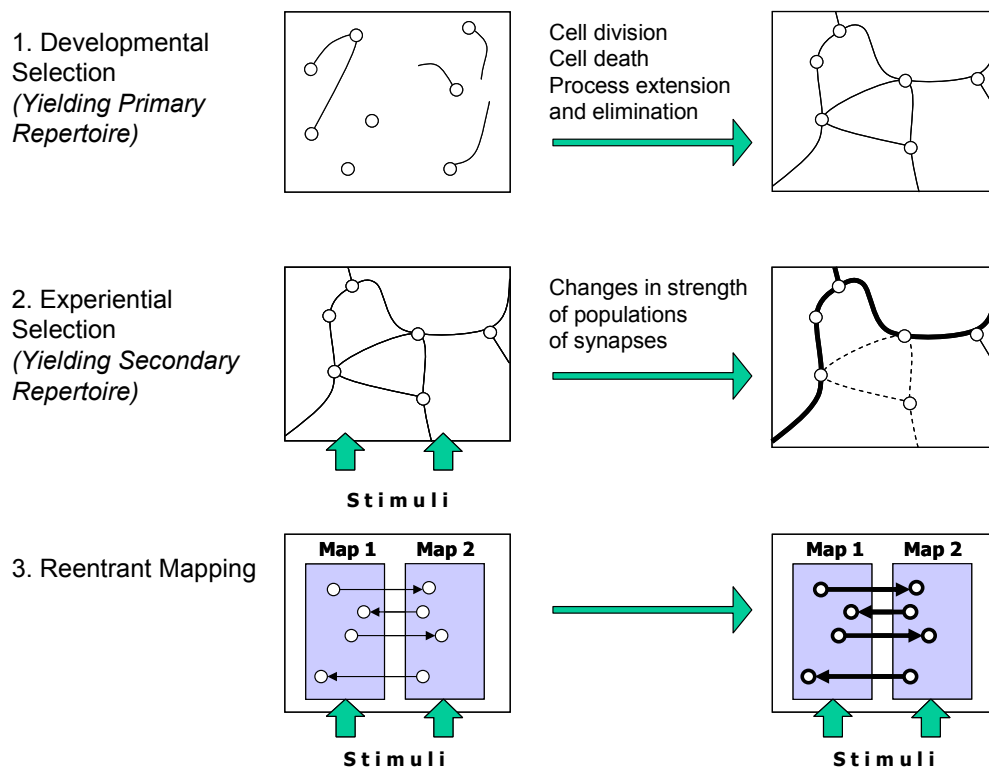 1. Developmental
Selection
(Yielding Primary
Repertoire)
Cell division
Cell death
Process extension
and elimination
2. Experiential
Selection
(Yielding Secondary
Repertoire)
Changes in strength
of populations
of synapses
Stimuli
3. Reentrant Mapping
Map 1 Map 2
Map 1 Map 2
Stimuli
Stimuli